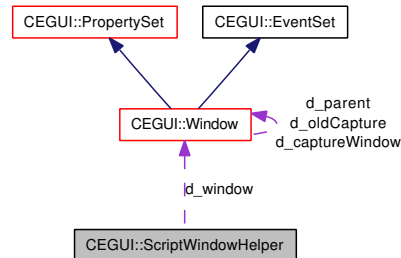 CEGUI::PropertySet
CEGUI::EventSet
CEGUI::Window
d_parent
d_oldCapture
d_captureWindow
d_window
CEGUI::ScriptWindowHelper